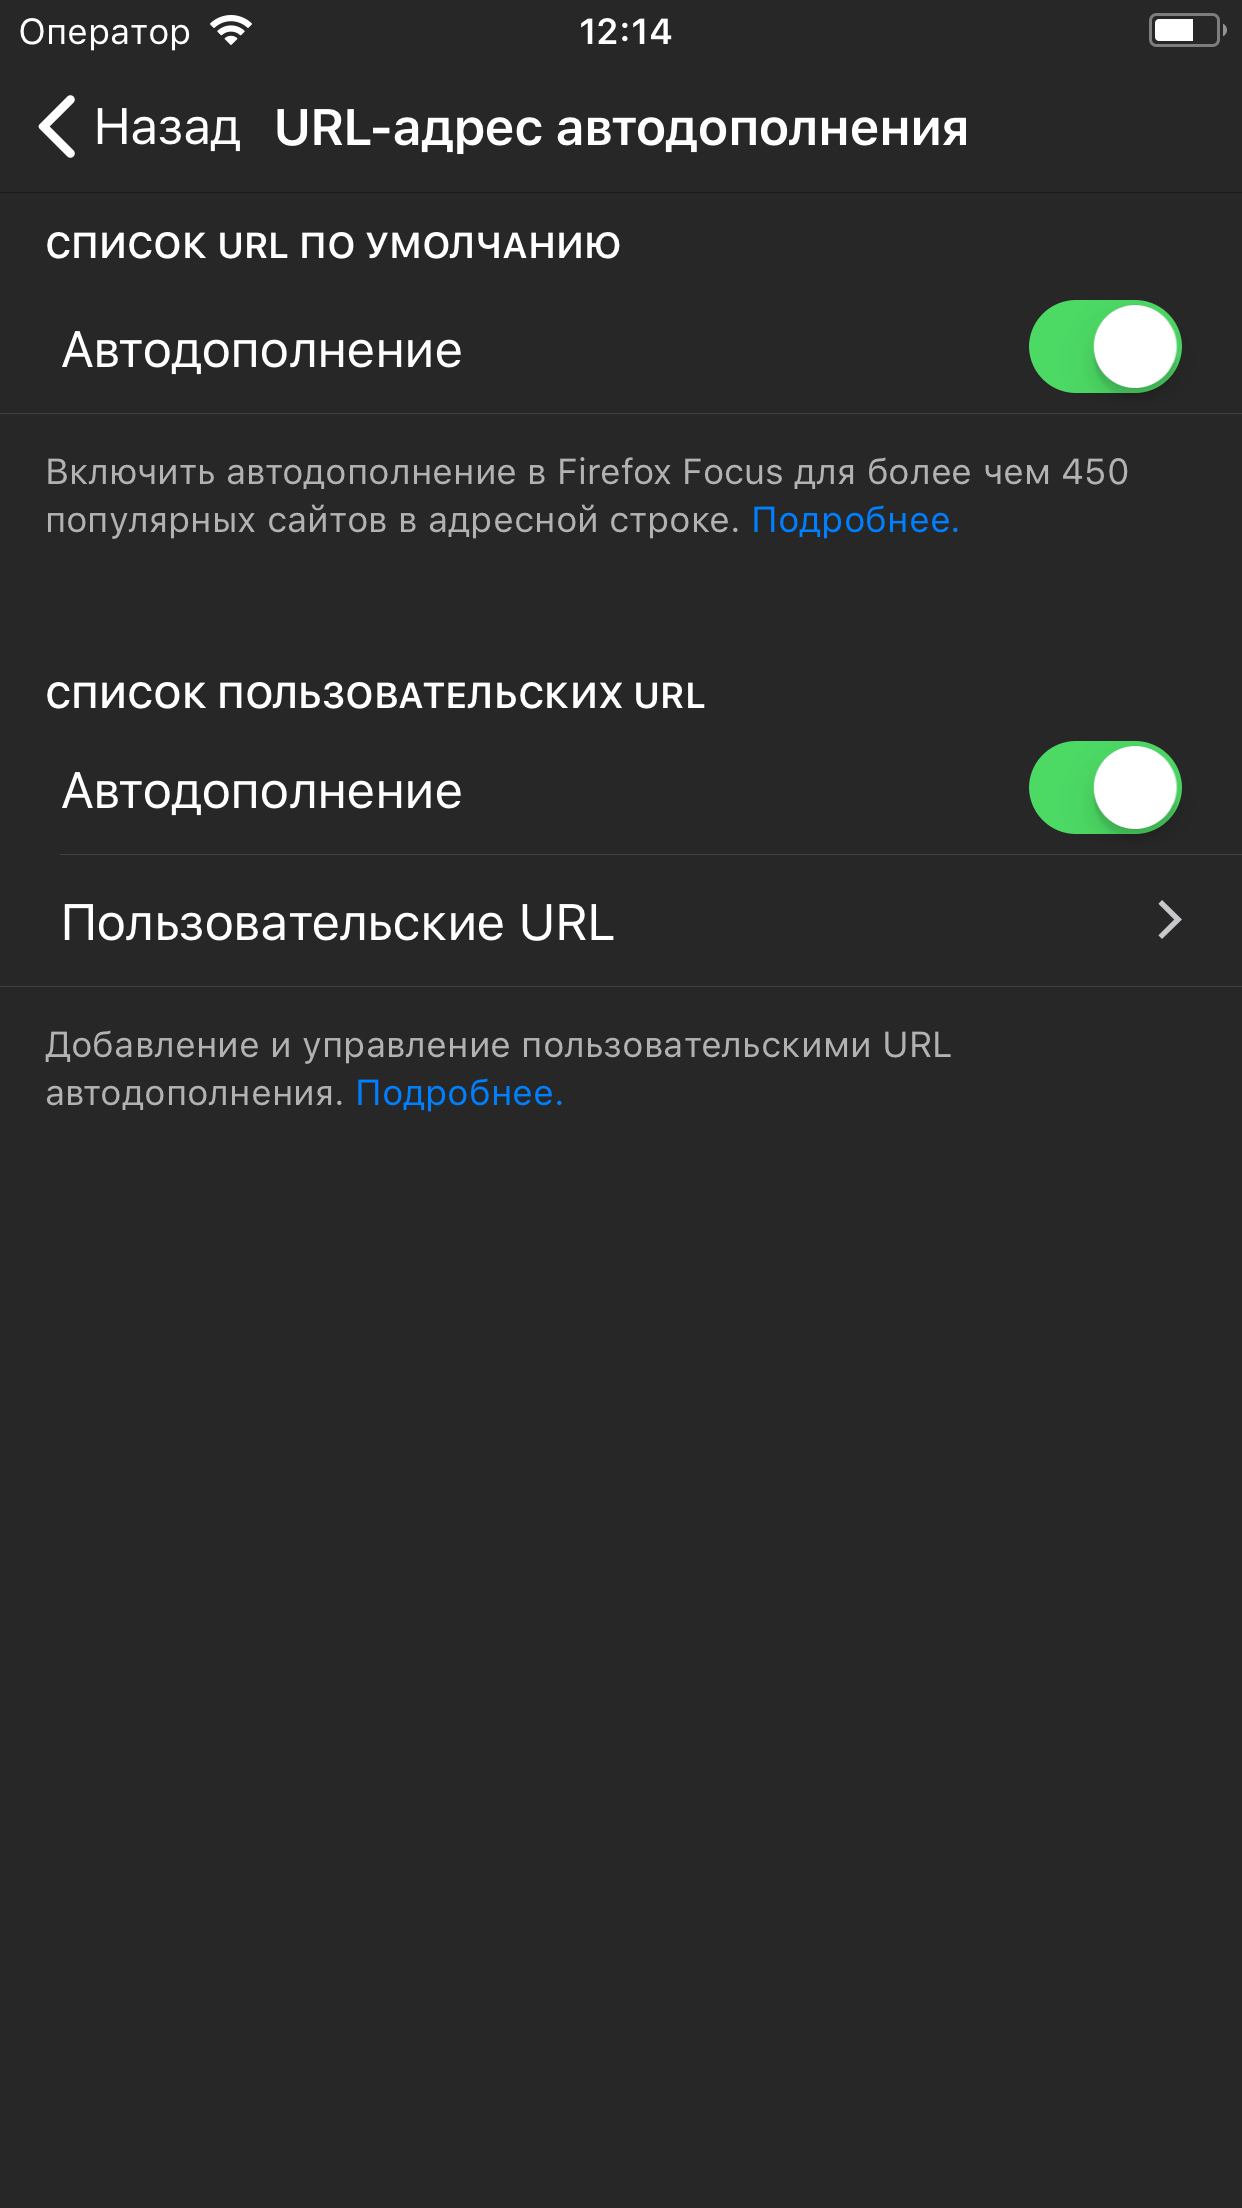 Оператор 12:14
Назад URL-адрес автодополнения
СПИСОК URL ПО УМОЛЧАНИЮ
Автодополнение
Включить автодополнение в Firefox Focus для более чем 450
популярных сайтов в адресной строке. Подробнее.
СПИСОК ПОЛЬЗОВАТЕЛЬСКИХ URL
Автодополнение
Пользовательские URL
Добавление и управление пользовательскими URL
автодополнения. Подробнее.